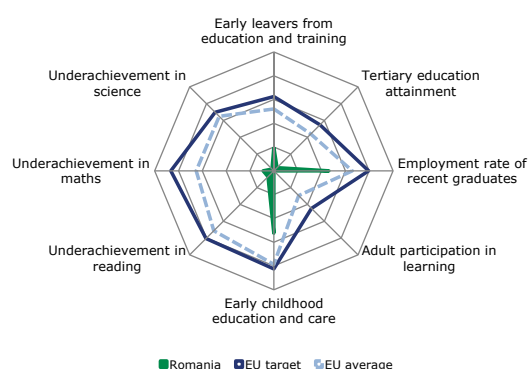 Early leavers from
education and training
Tertiary education
attainment
Employment rate of
recent graduates
Adult participation in
learning
Early childhood
education and care
Underachievement in
reading
Underachievement in
maths
Underachievement in
science
Romania EU target EU average